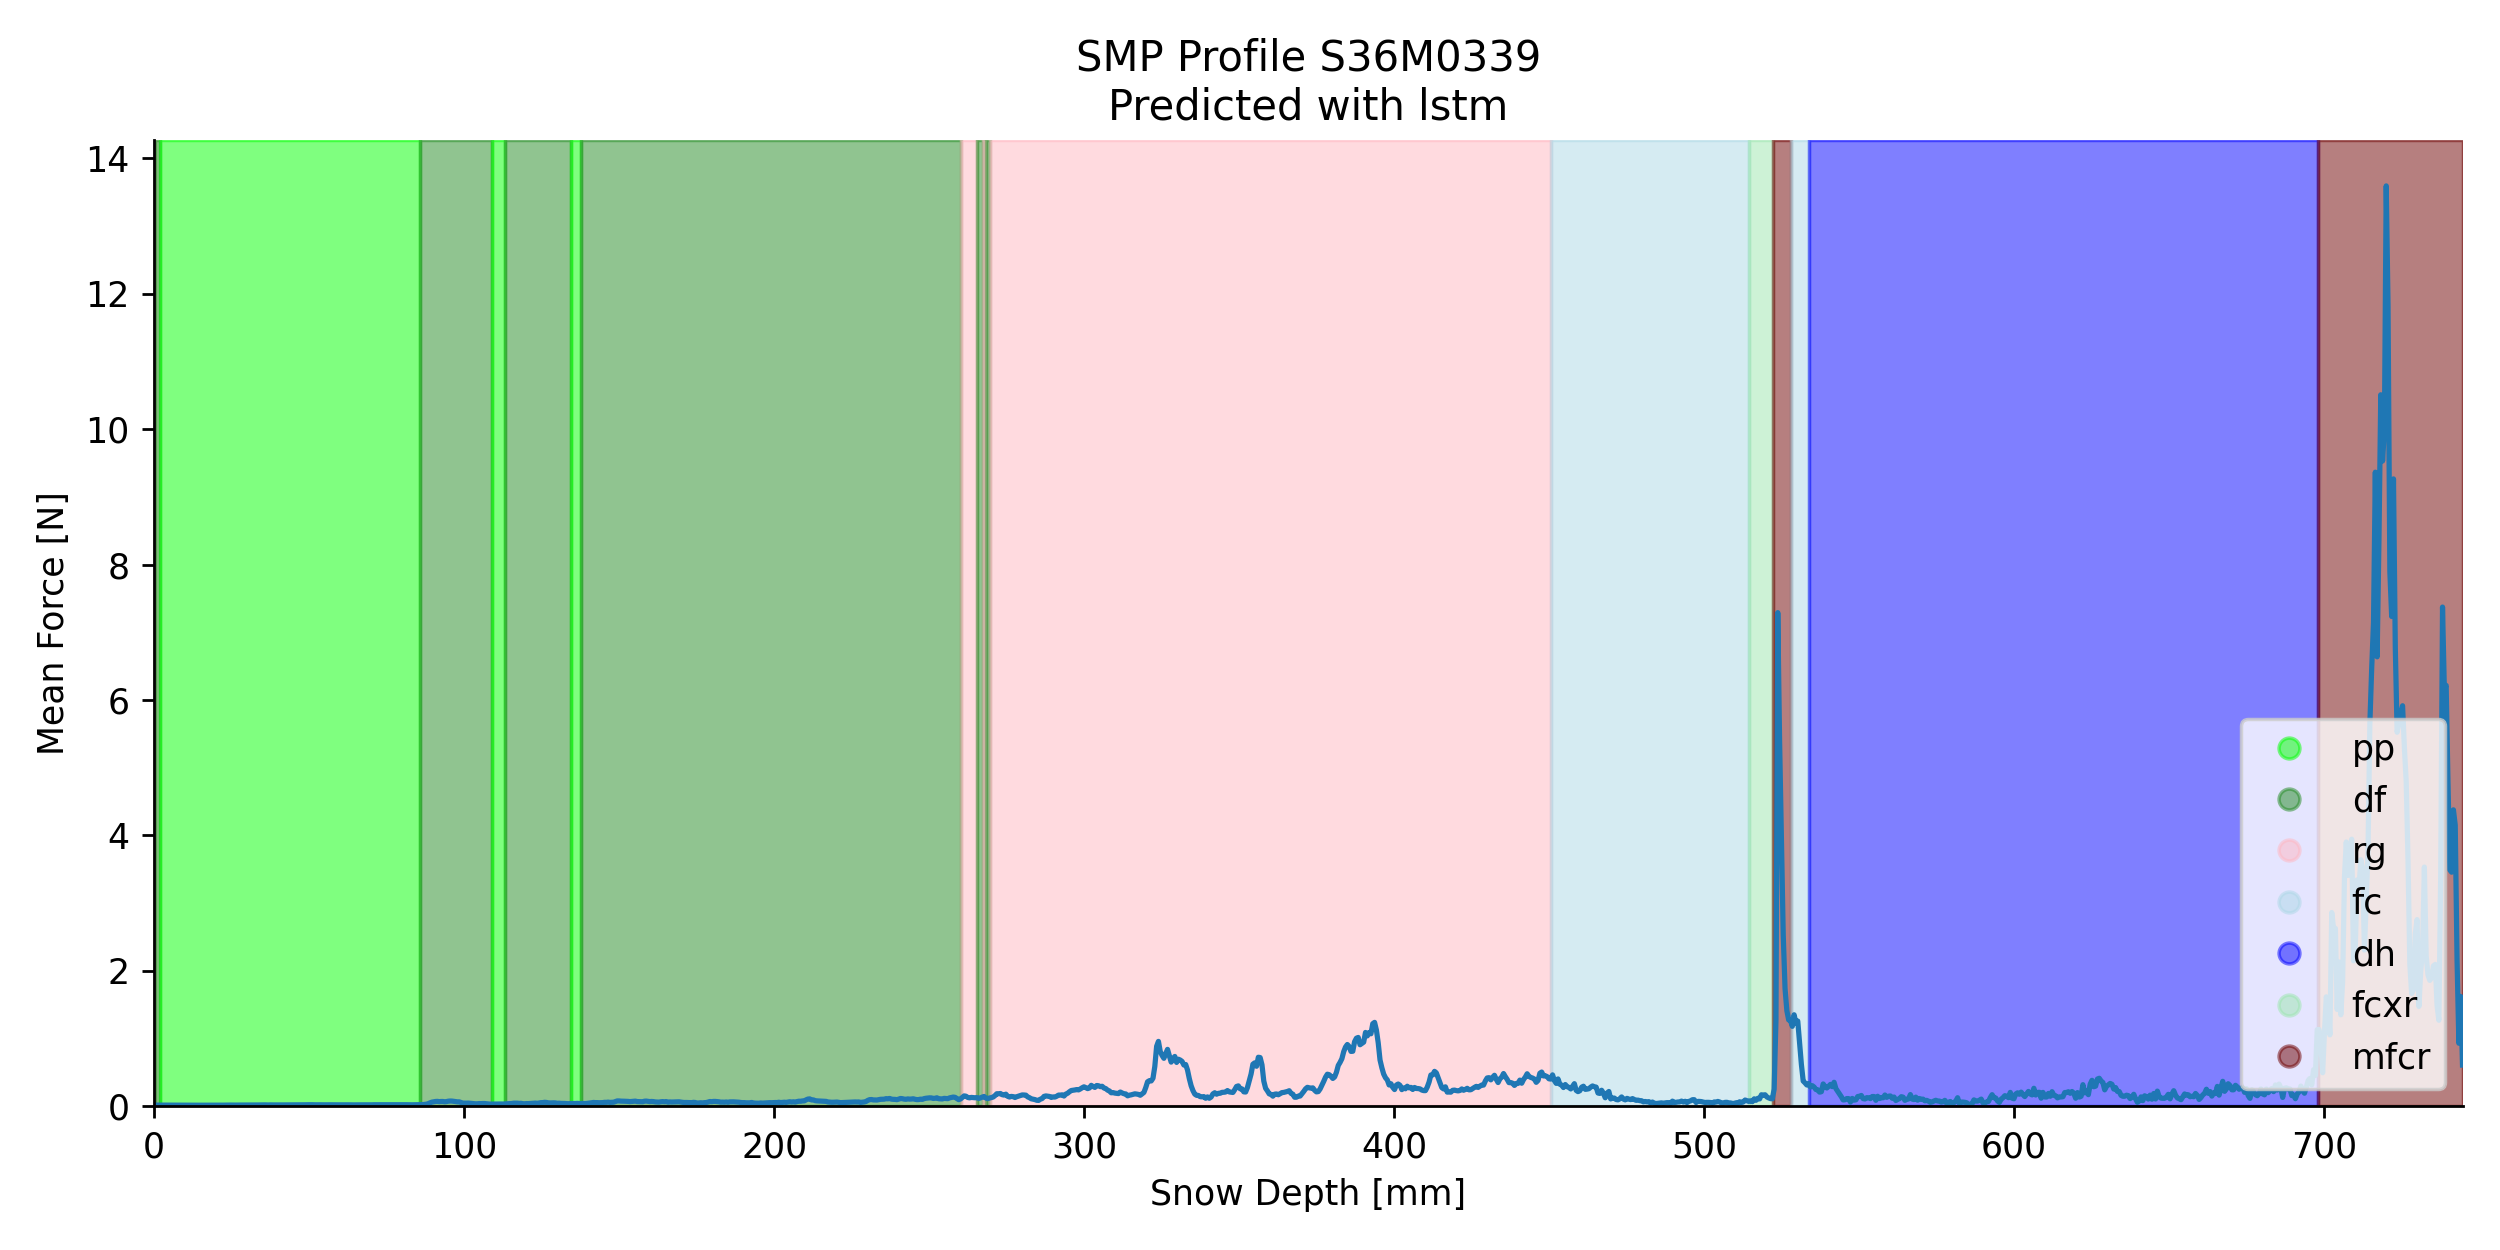 SMP Profile S36M0339
Predicted with lstm
14
12
10
8
6
4
2
0
Mean Force [N]
0 100 200 300 400 500 600 700
Snow Depth [mm]
pp
df
rg
fc
dh
fcxr
mfcr